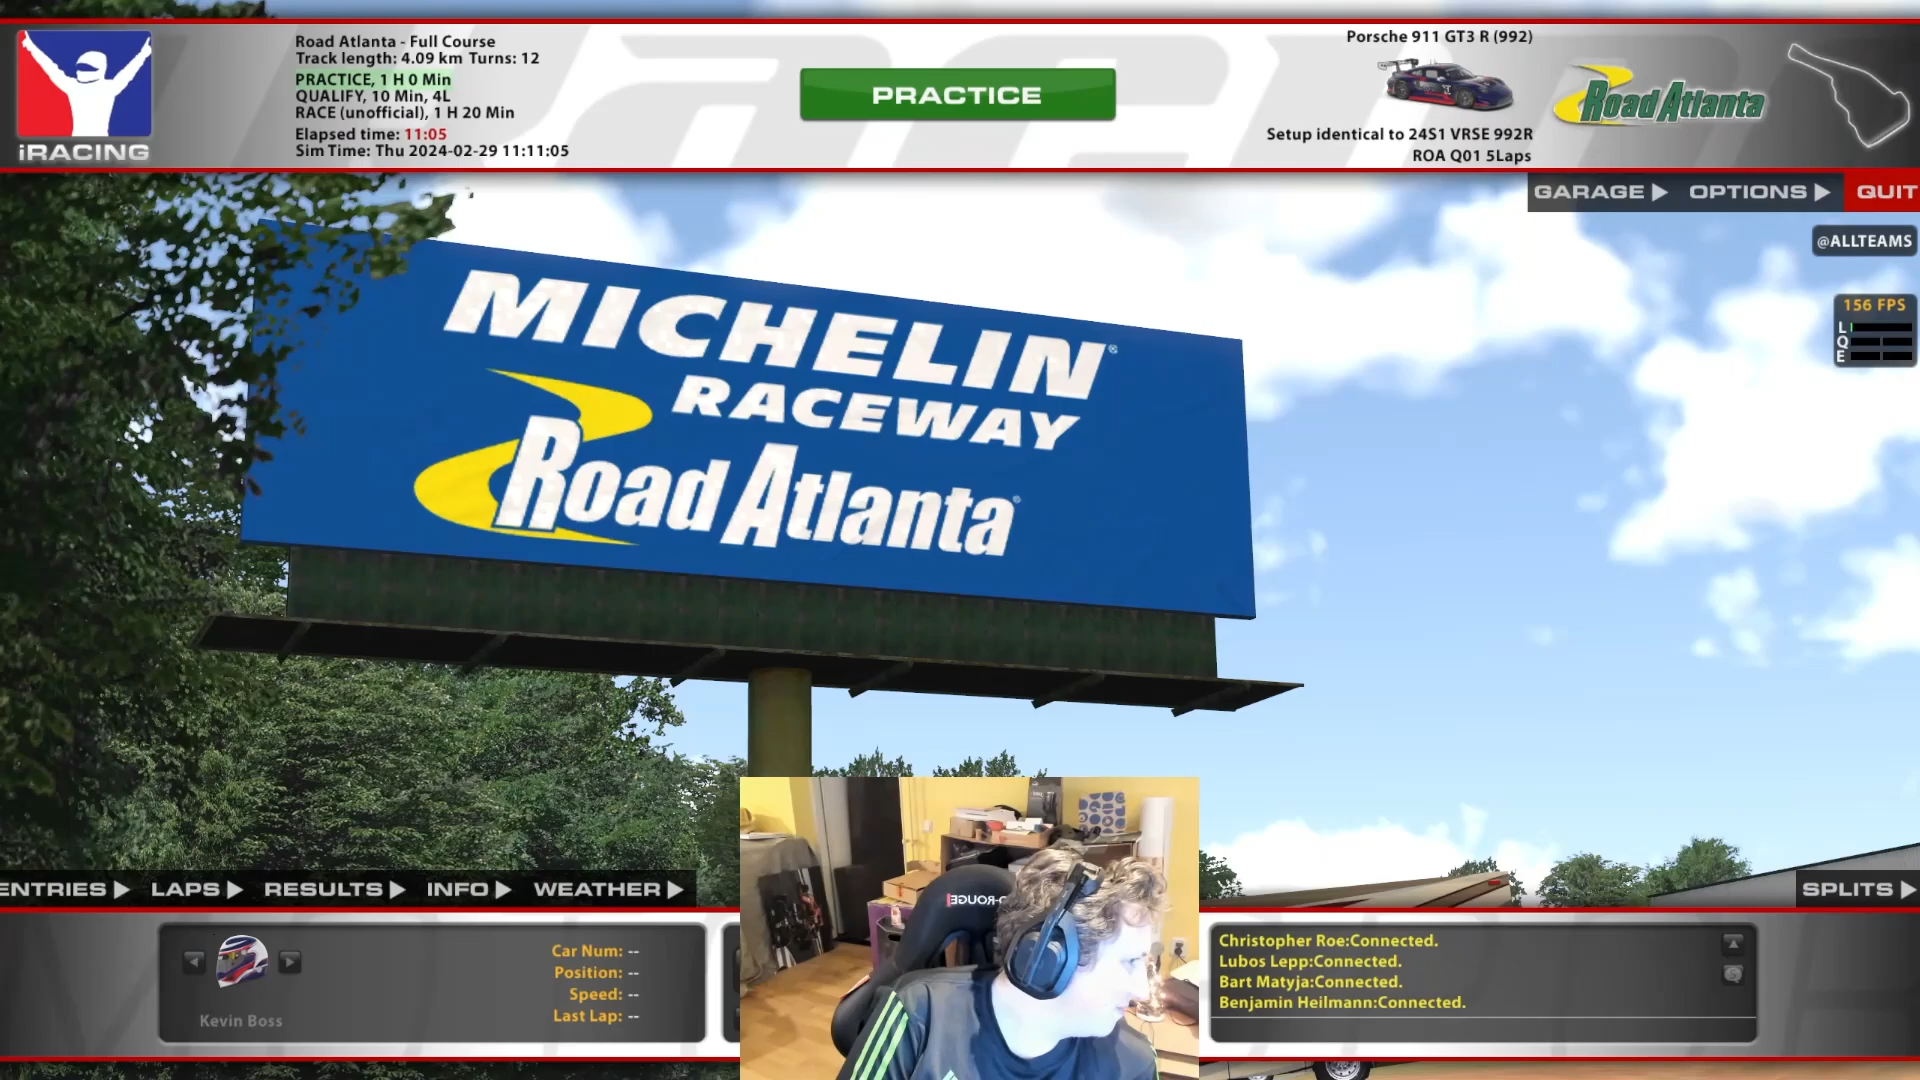 Road Atlanta - Full Course
Track length: 4.09 km Turns: 12
PRACTICE, 1 H 0 Min
QUALIFY, 10 Min, 4L
RACE (unofficial), 1 H 20 Min
Elapsed time: 11:05
Sim Time: Thu 2024-02-29 11:11:05
iRACING
PRACTICE
Porsche 911 GT3 R (992)
Setup identical to 24S1 VRSE 992R
ROA Q01 5Laps
Road Atlanta
GARAGE
OPTIONS
QUIT
@ALLTEAMS
156 FPS
L
Q
E
MICHELIN®
RACEWAY
Road Atlanta®
ENTRIES
LAPS
RESULTS
INFO
WEATHER
SPLITS
Kevin Boss
Car Num: --
Position: --
Speed: --
Last Lap: --
Christopher Roe:Connected.
Lubos Lepp:Connected.
Bart Matyja:Connected.
Benjamin Heilmann:Connected.